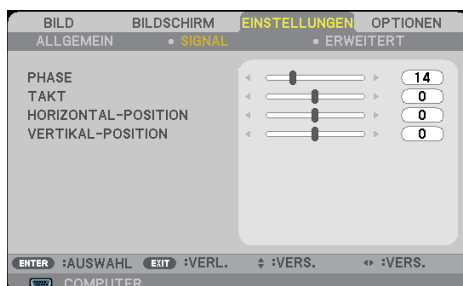 BILD BILDSCHIRM EINSTELLUNGEN OPTIONEN
ALLGEMEIN • SIGNAL • ERWEITERT
PHASE 14
TAKT 0
HORIZONTAL-POSITION 0
VERTIKAL-POSITION 0
ENTER :AUSWAHL EXIT :VERL. :VERS. :VERS.
COMPUTER